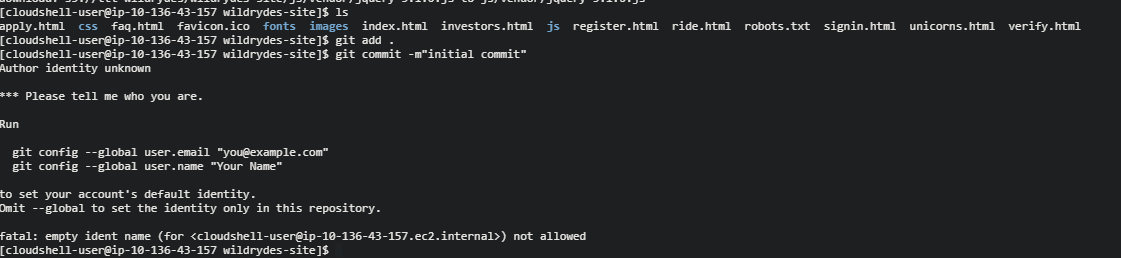 [cloudshell-user@ip-10-136-43-157 wildrydes-site]$ ls
apply.html css faq.html favicon.ico fonts images index.html investors.html js register.html ride.html robots.txt signin.html unicorns.html verify.html
[cloudshell-user@ip-10-136-43-157 wildrydes-site]$ git add .
[cloudshell-user@ip-10-136-43-157 wildrydes-site]$ git commit -m"initial commit"
Author identity unknown
*** Please tell me who you are.
Run
git config --global user.email "you@example.com"
git config --global user.name "Your Name"
to set your account's default identity.
Omit --global to set the identity only in this repository.
fatal: empty ident name (for <cloudshell-user@ip-10-136-43-157.ec2.internal>) not allowed
[cloudshell-user@ip-10-136-43-157 wildrydes-site]$